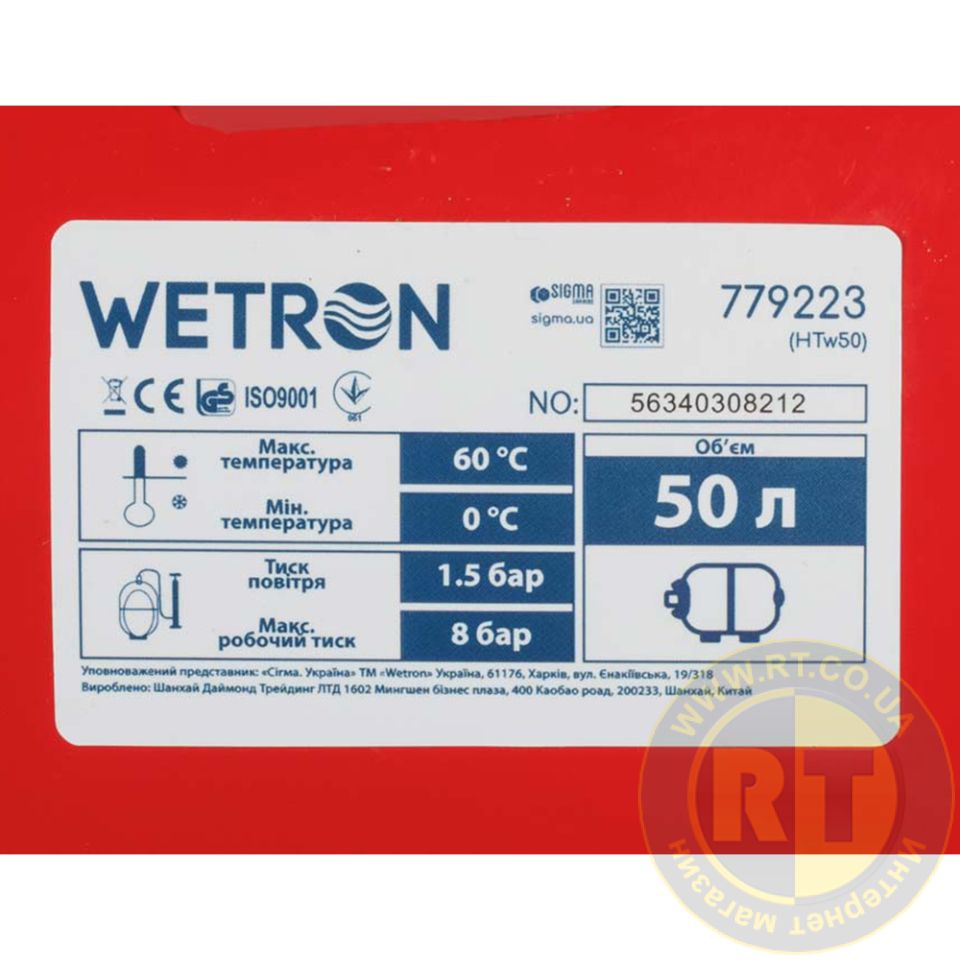 WETRON
SIGMA
sigma.ua
779223
(HTw50)
ISO9001
NO: 56340308212
Макс.
температура
60 °C
Мін.
температура
0 °C
Тиск
повітря
1.5 бар
Макс.
робочий тиск
8 бар
Об’єм
50 л
Уповноважений представник: «Сігма. Україна» ТМ «Wetron» Україна, 61176, Харків, вул. Єнакіївська, 19/318
Вироблено: Шанхай Даймонд Трейдинг ЛТД 1602 Мингшен бізнес плаза, 400 Каобао роад, 200233, Шанхай, Китай
WWW.RT.CO.UA
RT
Интернет магазин